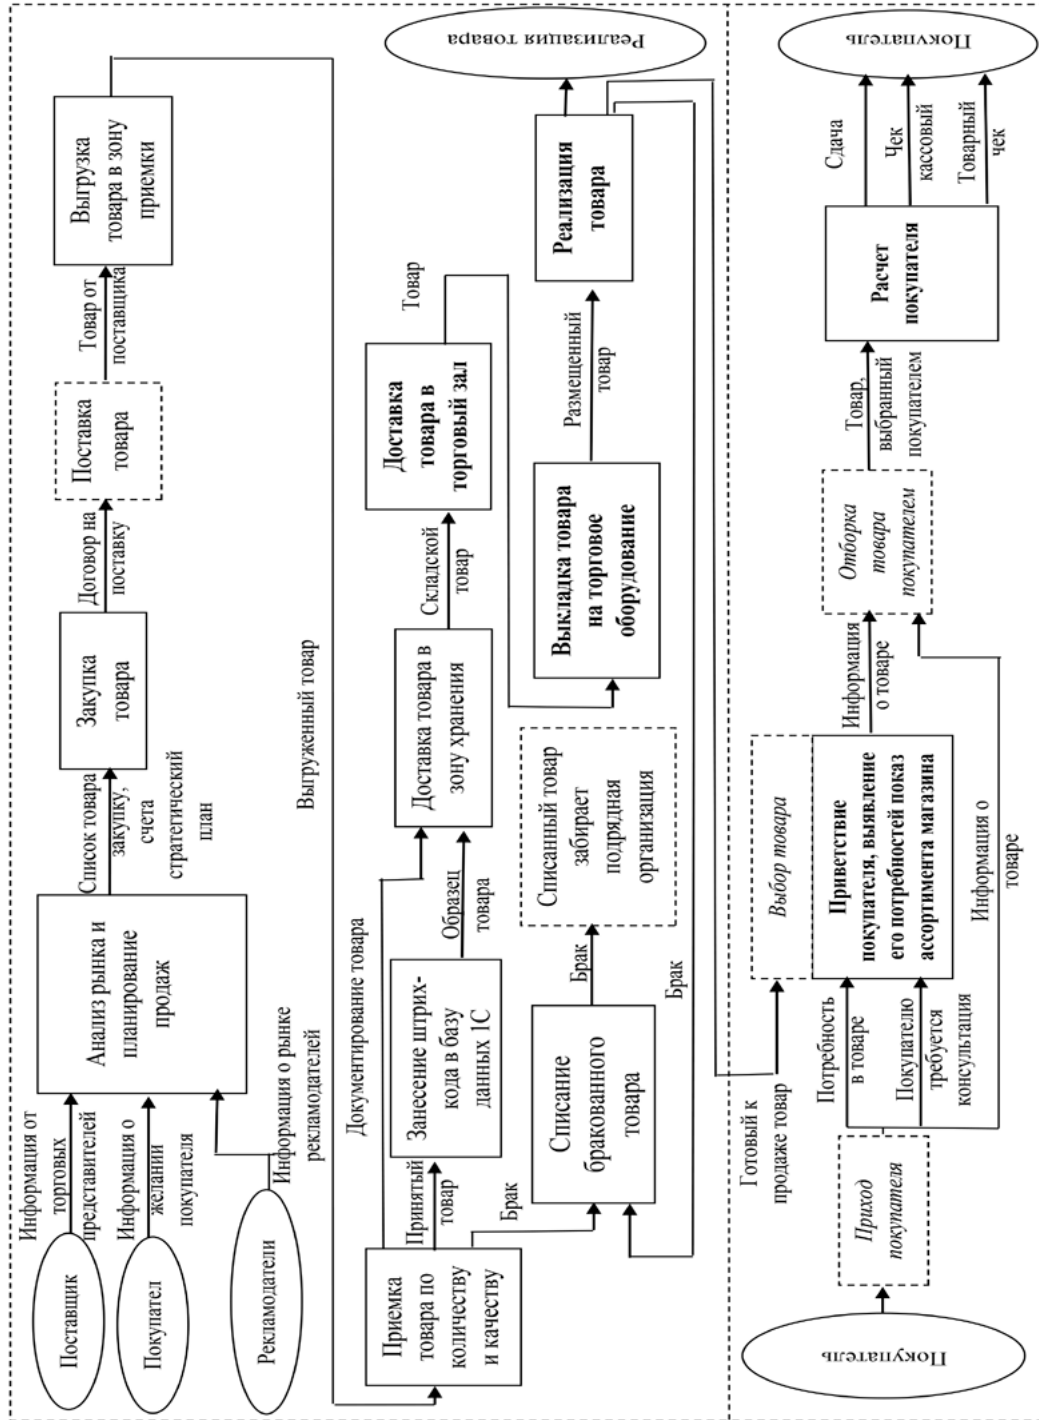 Поставщик
Покупател
Рекламодатели
Информация от
торговых
представителей
Информация о
желании
покупателя
Информация о рынке
рекламодателей
Анализ рынка и
планирование
продаж
Список товара
закупку,
счета
стратегический
план
Закупка
товара
Договор на
поставку
Поставка
товара
Товар от
поставщика
Выгрузка
товара в зону
приемки
Выгруженный товар
Приемка
товара по
количеству
и качеству
Документирование товара
Принятый
товар
Брак
Занесение штрих-
кода в базу
данных 1С
Образец
товара
Доставка товара в
зону хранения
Складской
товар
Доставка
товара в
торговый зал
Товар
Списание
бракованного
товара
Брак
Списанный товар
забирает
подрядная
организация
Выкладка товара
на торговое
оборудование
Размещенный
товар
Реализация
товара
Реализация товара
Брак
Готовый к
продаже товар
Покупатель
Приход
покупателя
Потребность
в товаре
Покупателю
требуется
консультация
Выбор товара
Приветствие
покупателя, выявление
его потребностей показ
ассортимента магазина
Информация
о товаре
Информация о
товаре
Отборка
товара
покупателем
Товар,
выбранный
покупателем
Расчет
покупателя
Сдача
Чек
кассовый
Товарный
чек
Покупатель